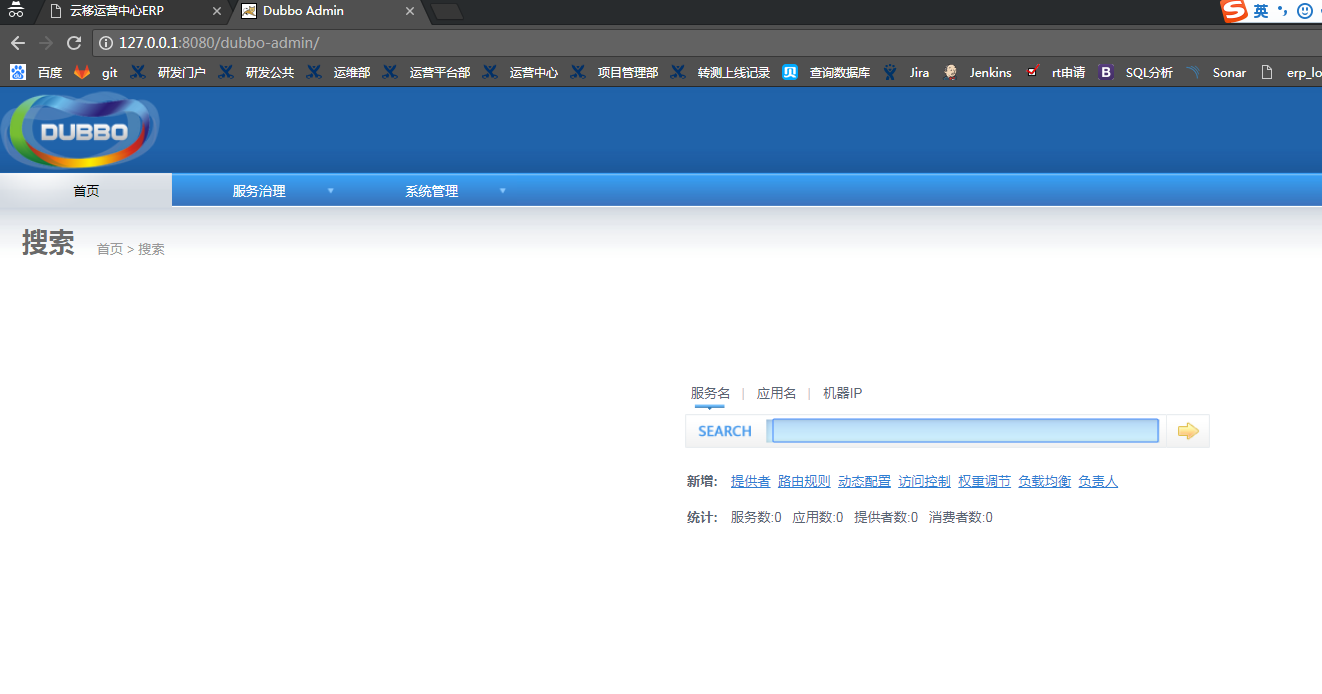 云移运营中心ERP Dubbo Admin 英
127.0.0.1:8080/dubbo-admin/
百度 git 研发门户 研发公共 运维部 运营平台部 运营中心 项目管理部 转测上线记录 贝 查询数据库 Jira Jenkins rt申请 B SQL分析 Sonar erp_lo
DUBBO
首页 服务治理 系统管理
搜索 首页 > 搜索
服务名 | 应用名 | 机器IP
SEARCH
新增: 提供者 路由规则 动态配置 访问控制 权重调节 负载均衡 负责人
统计: 服务数:0 应用数:0 提供者数:0 消费者数:0